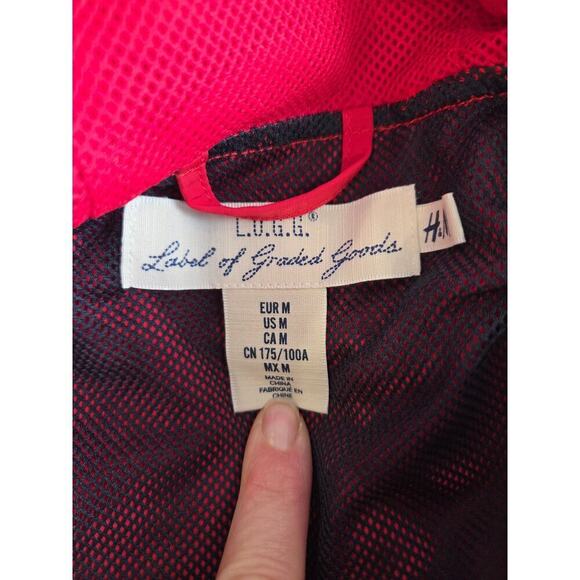 L.O.G.G.®
Label of Graded Goods
H&M
EUR M
US M
CA M
CN 175/100A
MX M
MADE IN
CHINA
FABRIQUÉ EN
CHINE